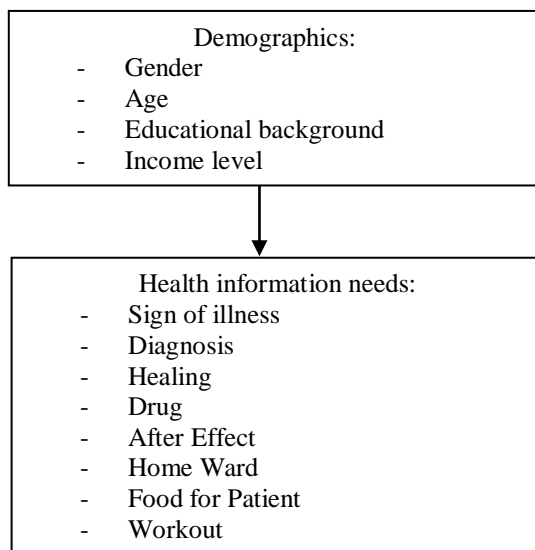 Demographics:
- Gender
- Age
- Educational background
- Income level
Health information needs:
- Sign of illness
- Diagnosis
- Healing
- Drug
- After Effect
- Home Ward
- Food for Patient
- Workout